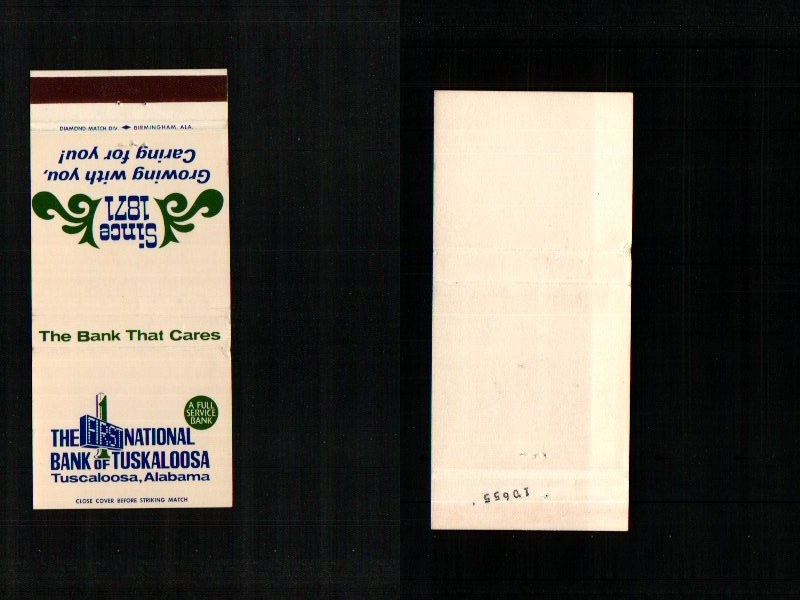 DIAMOND MATCH DIV. BIRMINGHAM, ALA.
Growing with you,
Caring for you!
Since
1871
The Bank That Cares
A FULL
SERVICE
BANK
THE FIRST NATIONAL
BANK OF TUSKALOOSA
Tuscaloosa, Alabama
CLOSE COVER BEFORE STRIKING MATCH